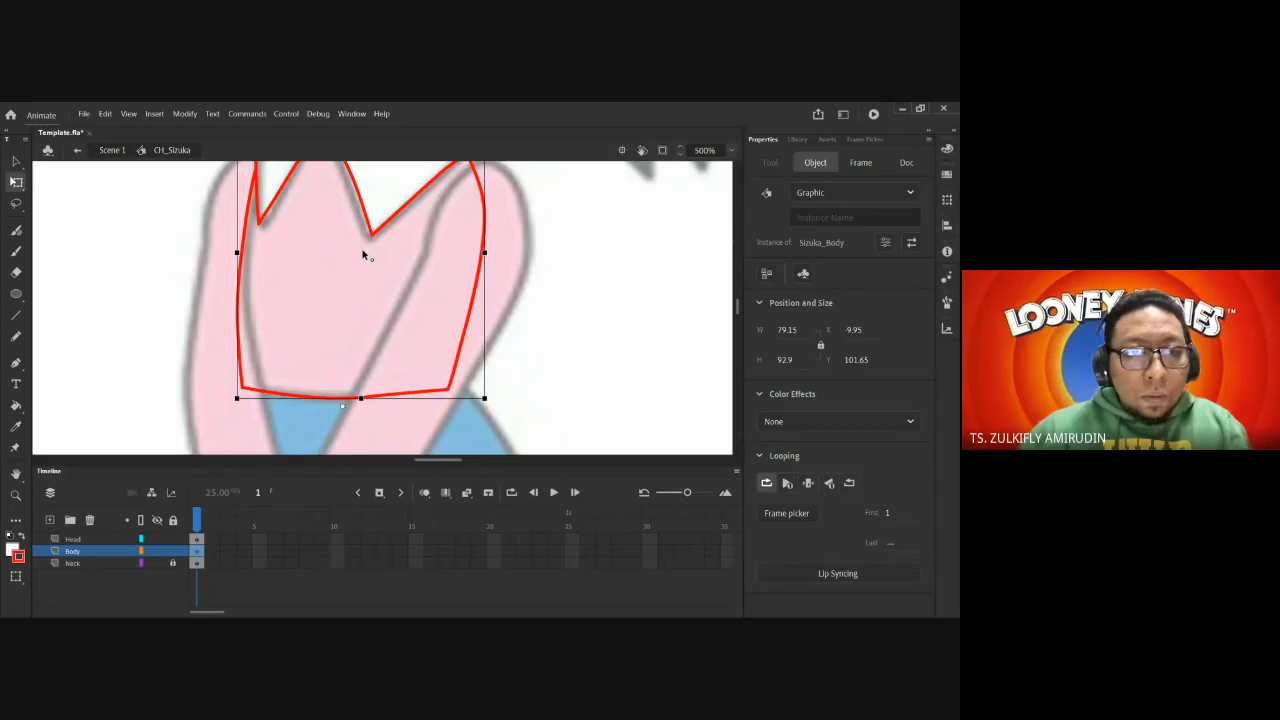 Animate File Edit View Insert Modify Text Commands Control Debug Window Help
Template.fla* ×
Scene 1 CH_Sizuka 500%
Properties Library Assets Frame Picker
Tool Object Frame Doc
Graphic
Instance Name
Instance of: Sizuka_Body
Position and Size
W 79.15 X -9.95
H 92.9 Y 101.65
Color Effects
None
Looping
Frame picker First 1
Last —
Lip Syncing
Timeline
25.00 FPS 1 F
1s
5 10 15 20 25 30 35
Head
Body
Neck
LOONEY TUNES ™
TS. ZULKIFLY AMIRUDIN